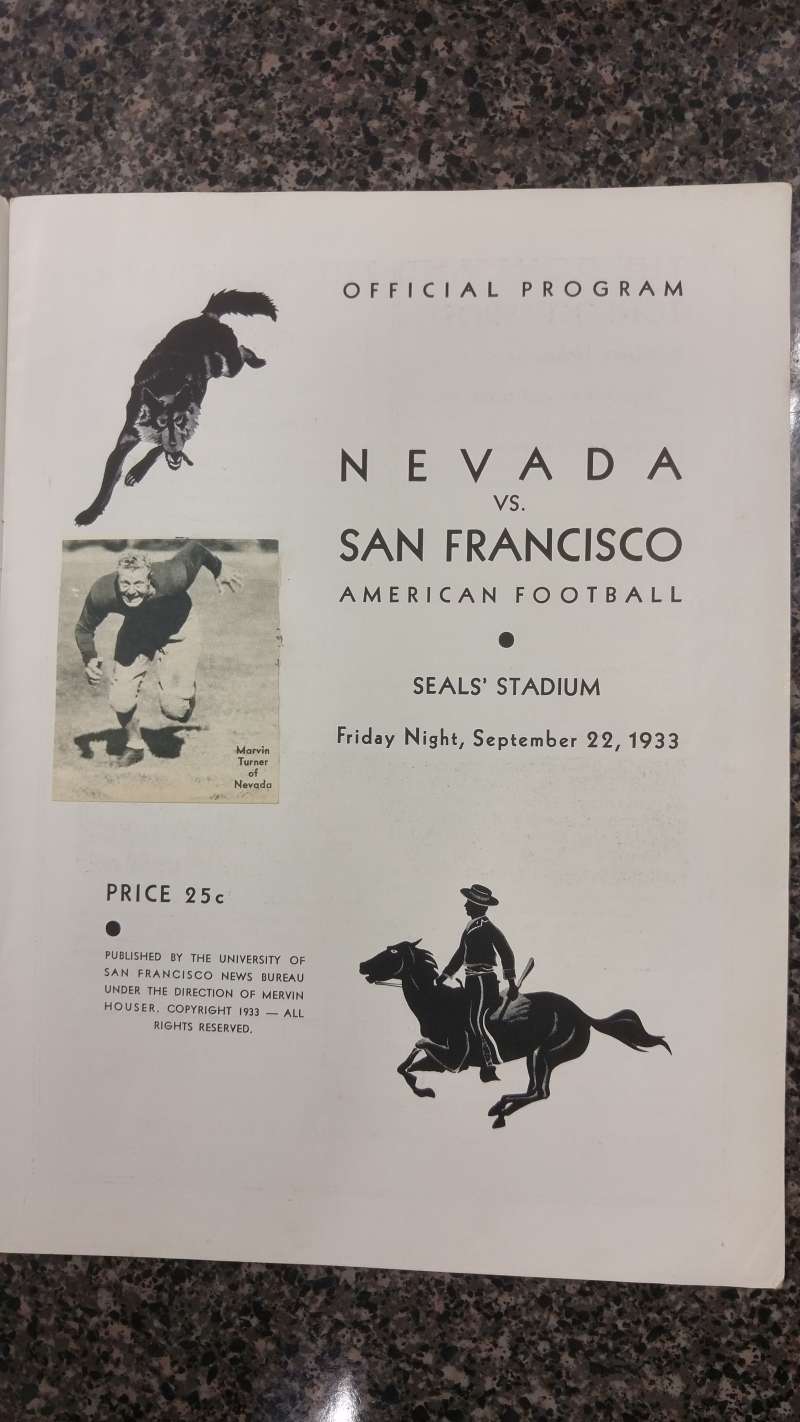 OFFICIAL PROGRAM
NEVADA
VS.
SAN FRANCISCO
AMERICAN FOOTBALL
SEALS' STADIUM
Friday Night, September 22, 1933
Marvin
Turner
of
Nevada
PRICE 25c
PUBLISHED BY THE UNIVERSITY OF
SAN FRANCISCO NEWS BUREAU
UNDER THE DIRECTION OF MERVIN
HOUSER. COPYRIGHT 1933 — ALL
RIGHTS RESERVED.